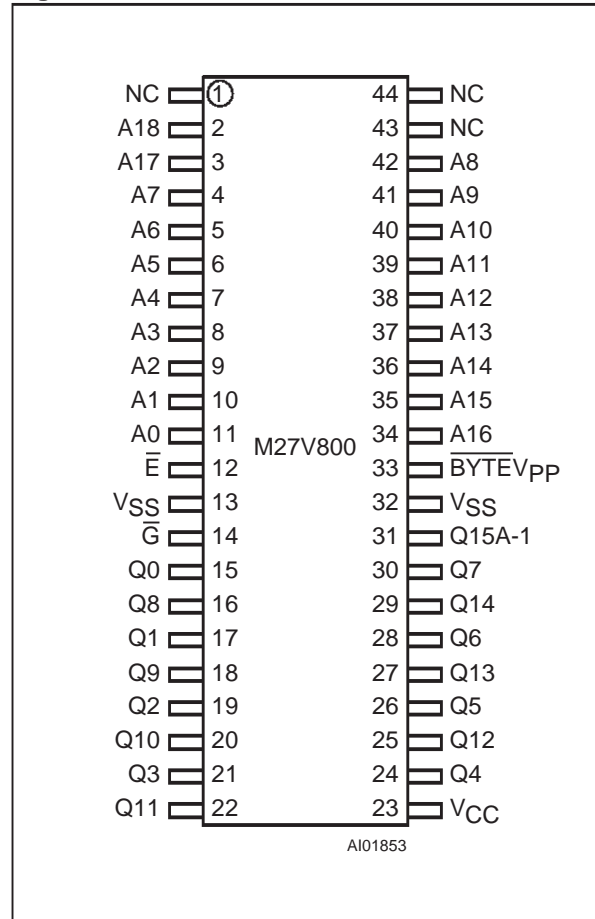 NC 1 44 NC
A18 2 43 NC
A17 3 42 A8
A7 4 41 A9
A6 5 40 A10
A5 6 39 A11
A4 7 38 A12
A3 8 37 A13
A2 9 36 A14
A1 10 35 A15
A0 11 34 A16
M27V800
E̅ 12 33 B̅Y̅T̅E̅VPP
VSS 13 32 VSS
G̅ 14 31 Q15A-1
Q0 15 30 Q7
Q8 16 29 Q14
Q1 17 28 Q6
Q9 18 27 Q13
Q2 19 26 Q5
Q10 20 25 Q12
Q3 21 24 Q4
Q11 22 23 VCC
AI01853